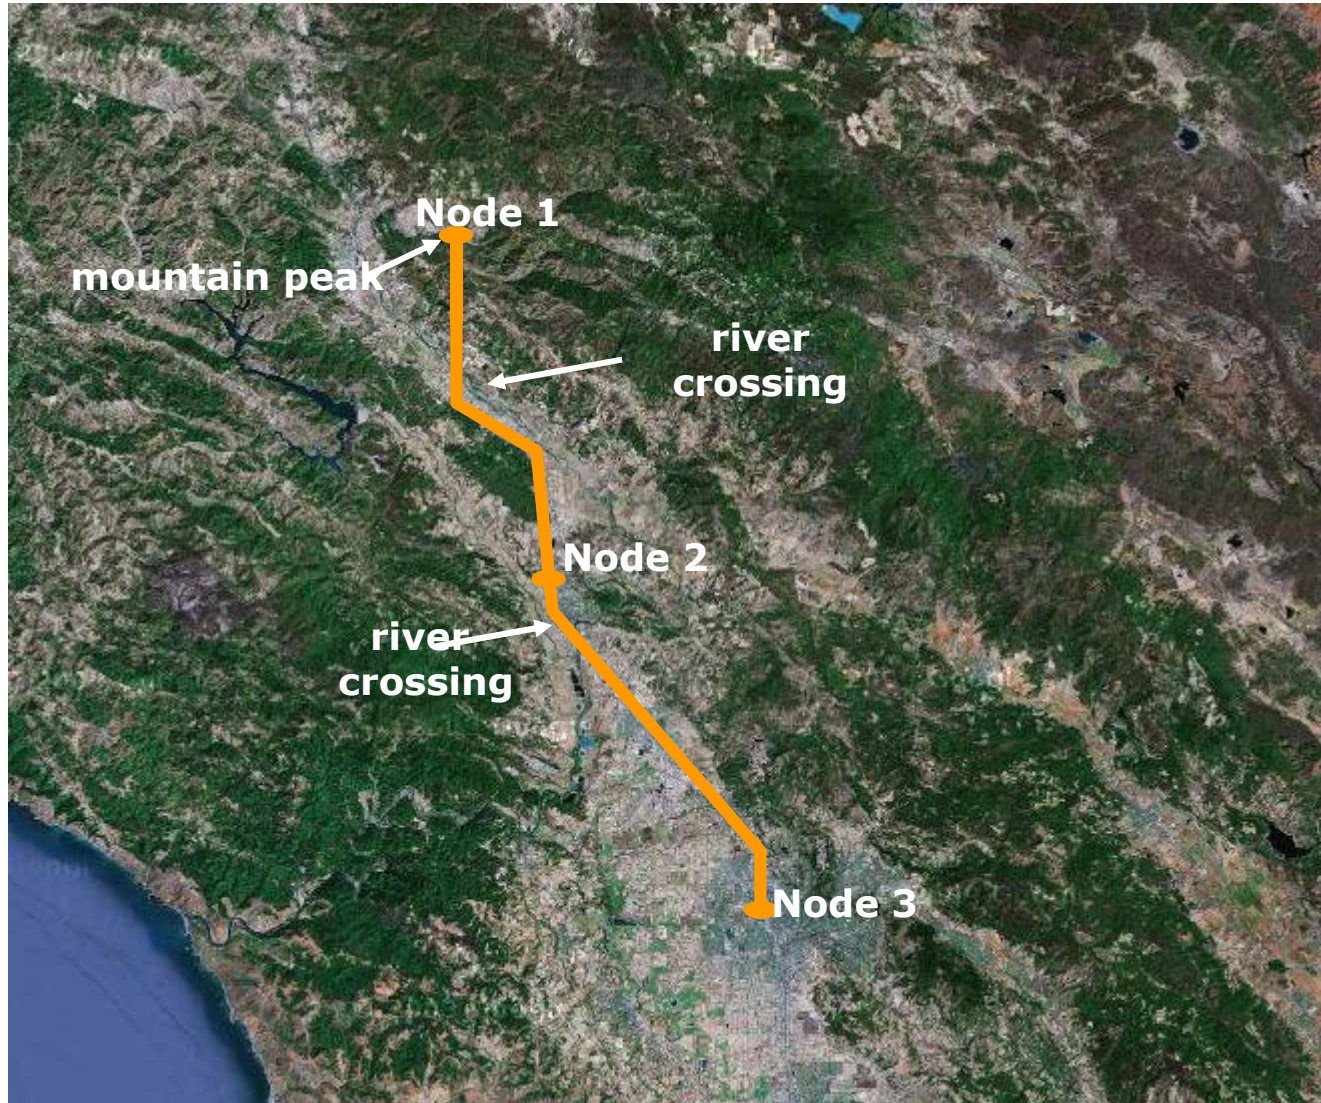 Node 1
mountain peak
river
crossing
Node 2
river
crossing
Node 3